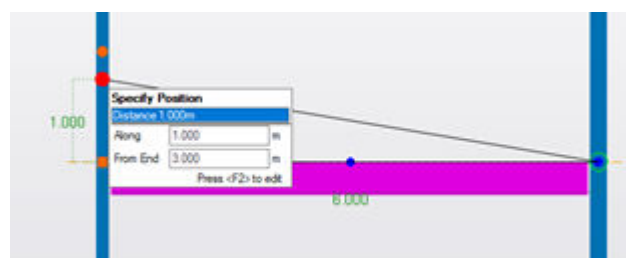 Specify Position
Distance 1.000m
1.000
Along 1.000 m
From End 3.000 m
Press <F2> to edit
6.000